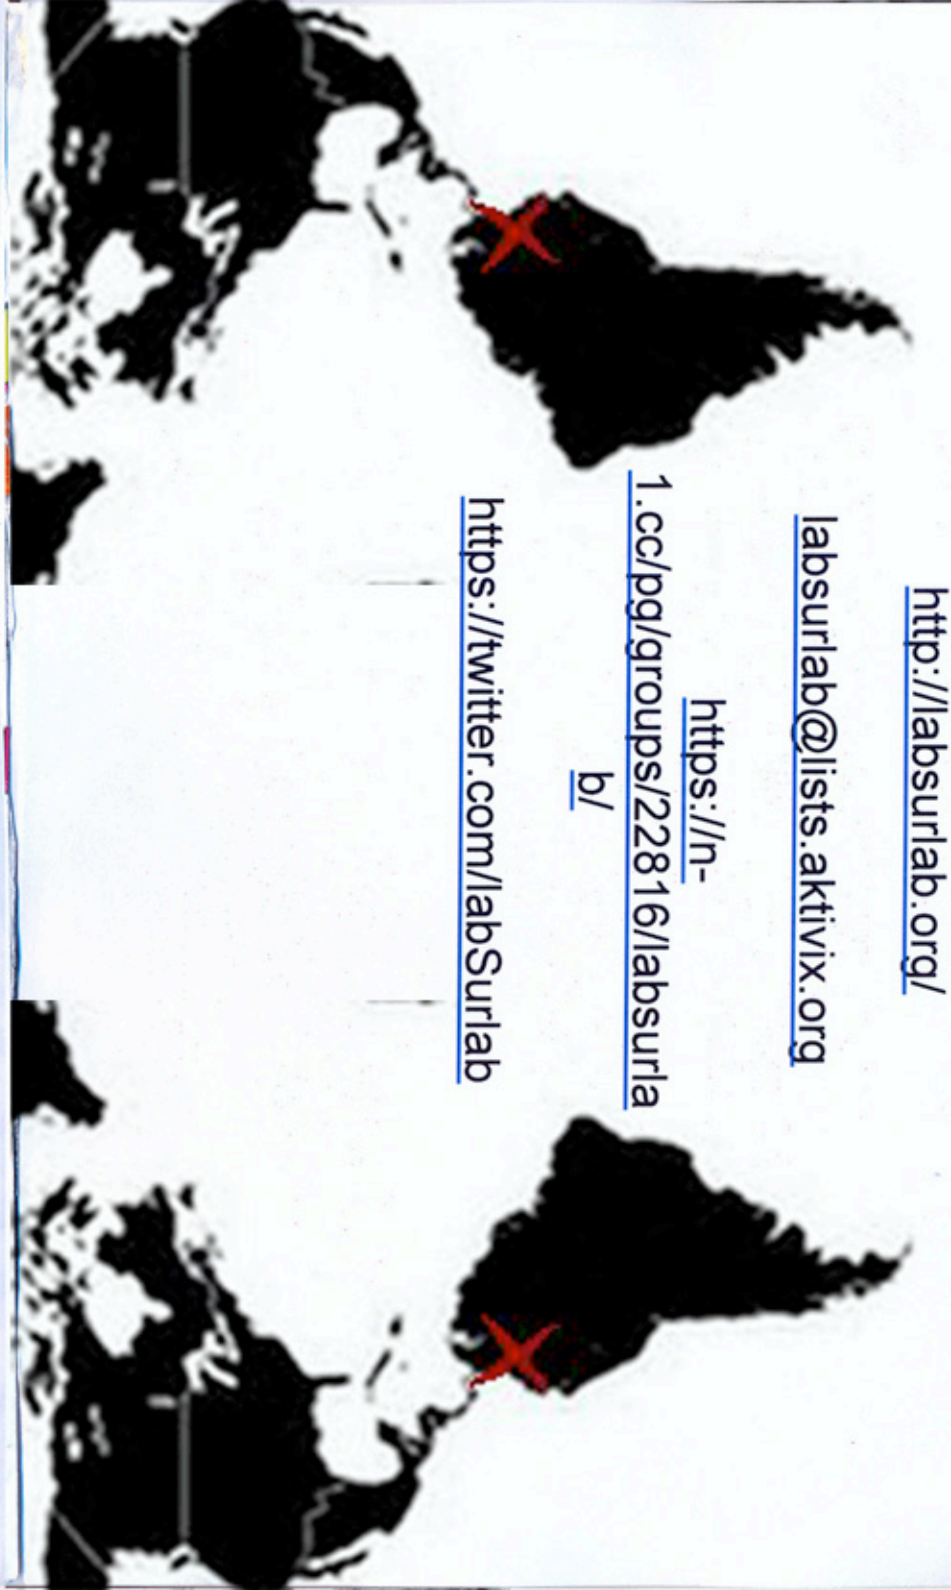 http://labsurlab.org/
labsurlab@lists.aktivix.org
https://n-
1.cc/pg/groups/22816/labsurla
b/
https://twitter.com/labSurlab